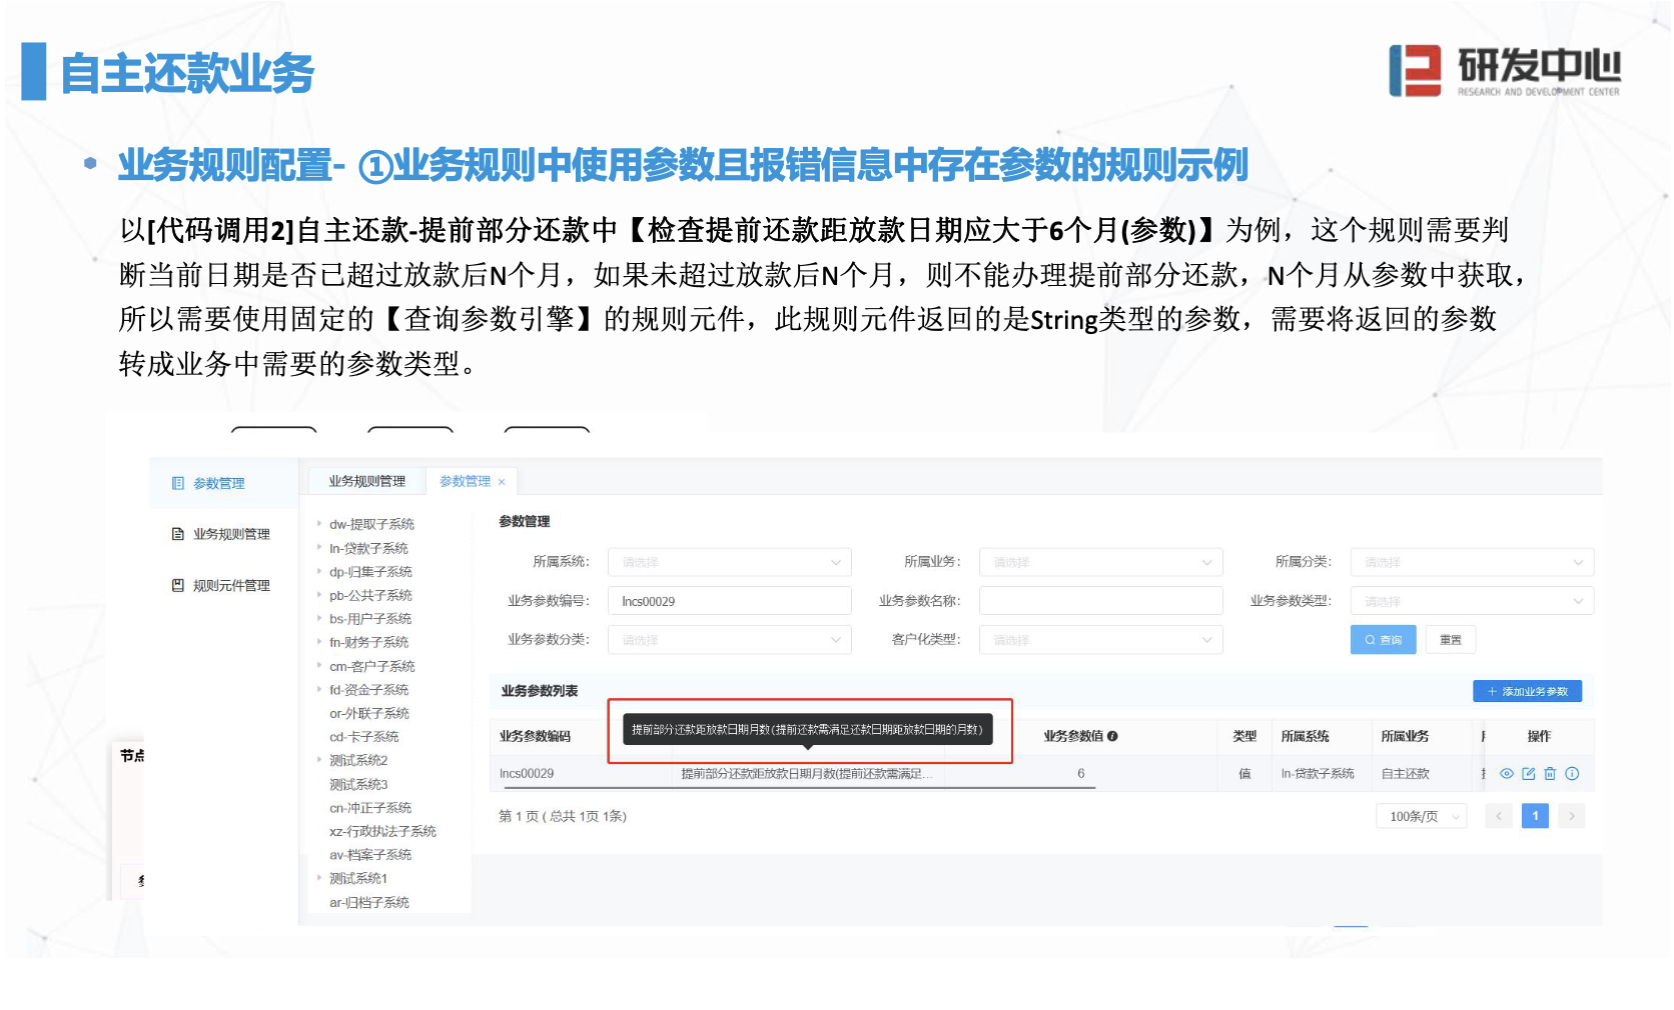 自主还款业务
研发中心
RESEARCH AND DEVELOPMENT CENTER
业务规则配置- ①业务规则中使用参数且报错信息中存在参数的规则示例
以[代码调用2]自主还款-提前部分还款中【检查提前还款距放款日期应大于6个月(参数)】为例，这个规则需要判
断当前日期是否已超过放款后N个月，如果未超过放款后N个月，则不能办理提前部分还款，N个月从参数中获取，
所以需要使用固定的【查询参数引擎】的规则元件，此规则元件返回的是String类型的参数，需要将返回的参数
转成业务中需要的参数类型。
参数管理
业务规则管理
规则元件管理
业务规则管理 参数管理 ×
dw-提取子系统
ln-贷款子系统
dp-归集子系统
pb-公共子系统
bs-用户子系统
fn-财务子系统
cm-客户子系统
fd-资金子系统
or-外联子系统
cd-卡子系统
测试系统2
测试系统3
cn-冲正子系统
xz-行政执法子系统
av-档案子系统
测试系统1
ar-归档子系统
参数管理
所属系统: 请选择 所属业务: 请选择 所属分类: 请选择
业务参数编号: lncs00029 业务参数名称: 业务参数类型: 请选择
业务参数分类: 请选择 客户化类型: 请选择 查询 重置
业务参数列表 + 添加业务参数
提前部分还款距放款日期月数(提前还款需满足还款日期距放款日期的月数)
业务参数编码 业务参数值 类型 所属系统 所属业务 操作
lncs00029 提前部分还款距放款日期月数(提前还款需满足... 6 值 ln-贷款子系统 自主还款
第 1 页 ( 总共 1页 1条) 100条/页 < 1 >
节点